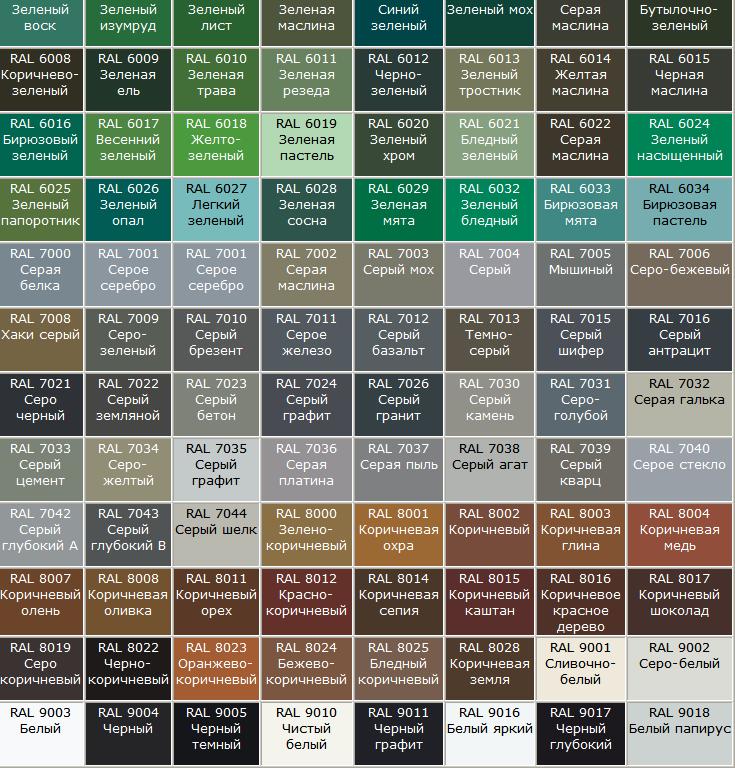 Зеленый воск
Зеленый изумруд
Зеленый лист
Зеленая маслина
Синий зеленый
Зеленый мох
Серая маслина
Бутылочно-зеленый
RAL 6008 Коричнево-зеленый
RAL 6009 Зеленая ель
RAL 6010 Зеленая трава
RAL 6011 Зеленая резеда
RAL 6012 Черно-зеленый
RAL 6013 Зеленый тростник
RAL 6014 Желтая маслина
RAL 6015 Черная маслина
RAL 6016 Бирюзовый зеленый
RAL 6017 Весенний зеленый
RAL 6018 Желто-зеленый
RAL 6019 Зеленая пастель
RAL 6020 Зеленый хром
RAL 6021 Бледный зеленый
RAL 6022 Серая маслина
RAL 6024 Зеленый насыщенный
RAL 6025 Зеленый папоротник
RAL 6026 Зеленый опал
RAL 6027 Легкий зеленый
RAL 6028 Зеленая сосна
RAL 6029 Зеленая мята
RAL 6032 Зеленый бледный
RAL 6033 Бирюзовая мята
RAL 6034 Бирюзовая пастель
RAL 7000 Серая белка
RAL 7001 Серое серебро
RAL 7001 Серое серебро
RAL 7002 Серая маслина
RAL 7003 Серый мох
RAL 7004 Серый
RAL 7005 Мышиный
RAL 7006 Серо-бежевый
RAL 7008 Хаки серый
RAL 7009 Серо-зеленый
RAL 7010 Серый брезент
RAL 7011 Серое железо
RAL 7012 Серый базальт
RAL 7013 Темно-серый
RAL 7015 Серый шифер
RAL 7016 Серый антрацит
RAL 7021 Серо черный
RAL 7022 Серый земляной
RAL 7023 Серый бетон
RAL 7024 Серый графит
RAL 7026 Серый гранит
RAL 7030 Серый камень
RAL 7031 Серо-голубой
RAL 7032 Серая галька
RAL 7033 Серый цемент
RAL 7034 Серо-желтый
RAL 7035 Серый графит
RAL 7036 Серая платина
RAL 7037 Серая пыль
RAL 7038 Серый агат
RAL 7039 Серый кварц
RAL 7040 Серое стекло
RAL 7042 Серый глубокий А
RAL 7043 Серый глубокий В
RAL 7044 Серый шелк
RAL 8000 Зелено-коричневый
RAL 8001 Коричневая охра
RAL 8002 Коричневый
RAL 8003 Коричневая глина
RAL 8004 Коричневая медь
RAL 8007 Коричневый олень
RAL 8008 Коричневая оливка
RAL 8011 Коричневый орех
RAL 8012 Красно-коричневый
RAL 8014 Коричневая сепия
RAL 8015 Коричневый каштан
RAL 8016 Коричневое красное дерево
RAL 8017 Коричневый шоколад
RAL 8019 Серо коричневый
RAL 8022 Черно-коричневый
RAL 8023 Оранжево-коричневый
RAL 8024 Бежево-коричневый
RAL 8025 Бледный коричневый
RAL 8028 Коричневая земля
RAL 9001 Сливочно-белый
RAL 9002 Серо-белый
RAL 9003 Белый
RAL 9004 Черный
RAL 9005 Черный темный
RAL 9010 Чистый белый
RAL 9011 Черный графит
RAL 9016 Белый яркий
RAL 9017 Черный глубокий
RAL 9018 Белый папирус